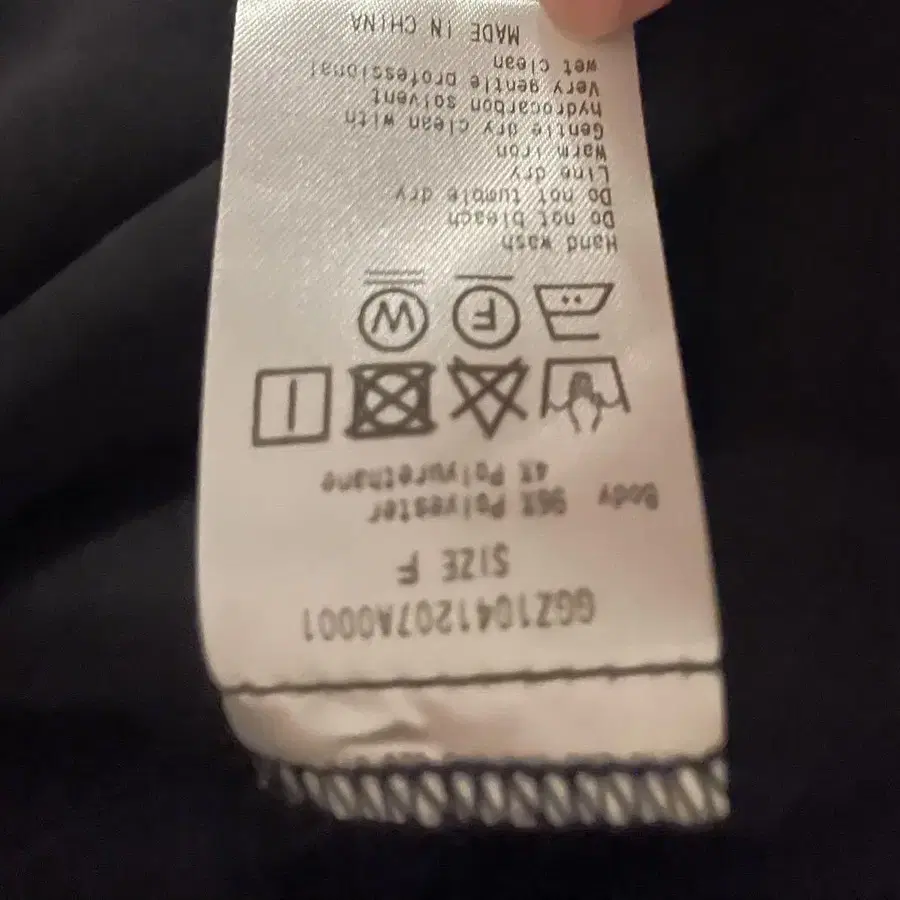 GGZ1041207A0001
SIZE F
Body 96% Polyester
4% Polyurethane
F
W
Hand wash
Do not bleach
Do not tumble dry
Line dry
Warm iron
Gentle dry clean with
hydrocarbon solvent
Very gentle professional
wet clean
MADE IN CHINA